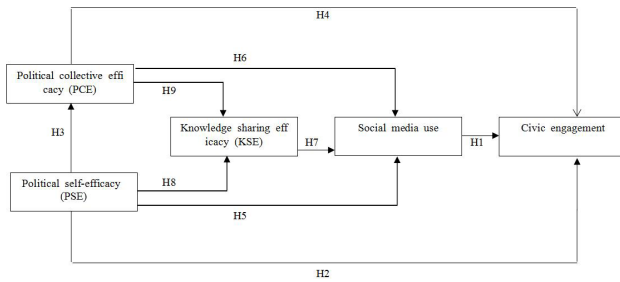 H4
H6
Political collective effi
cacy (PCE)
H9
Knowledge sharing eff
icacy (KSE)
Social media use
Civic engagement
H3
H7
H1
Political self-efficacy
(PSE)
H8
H5
H2